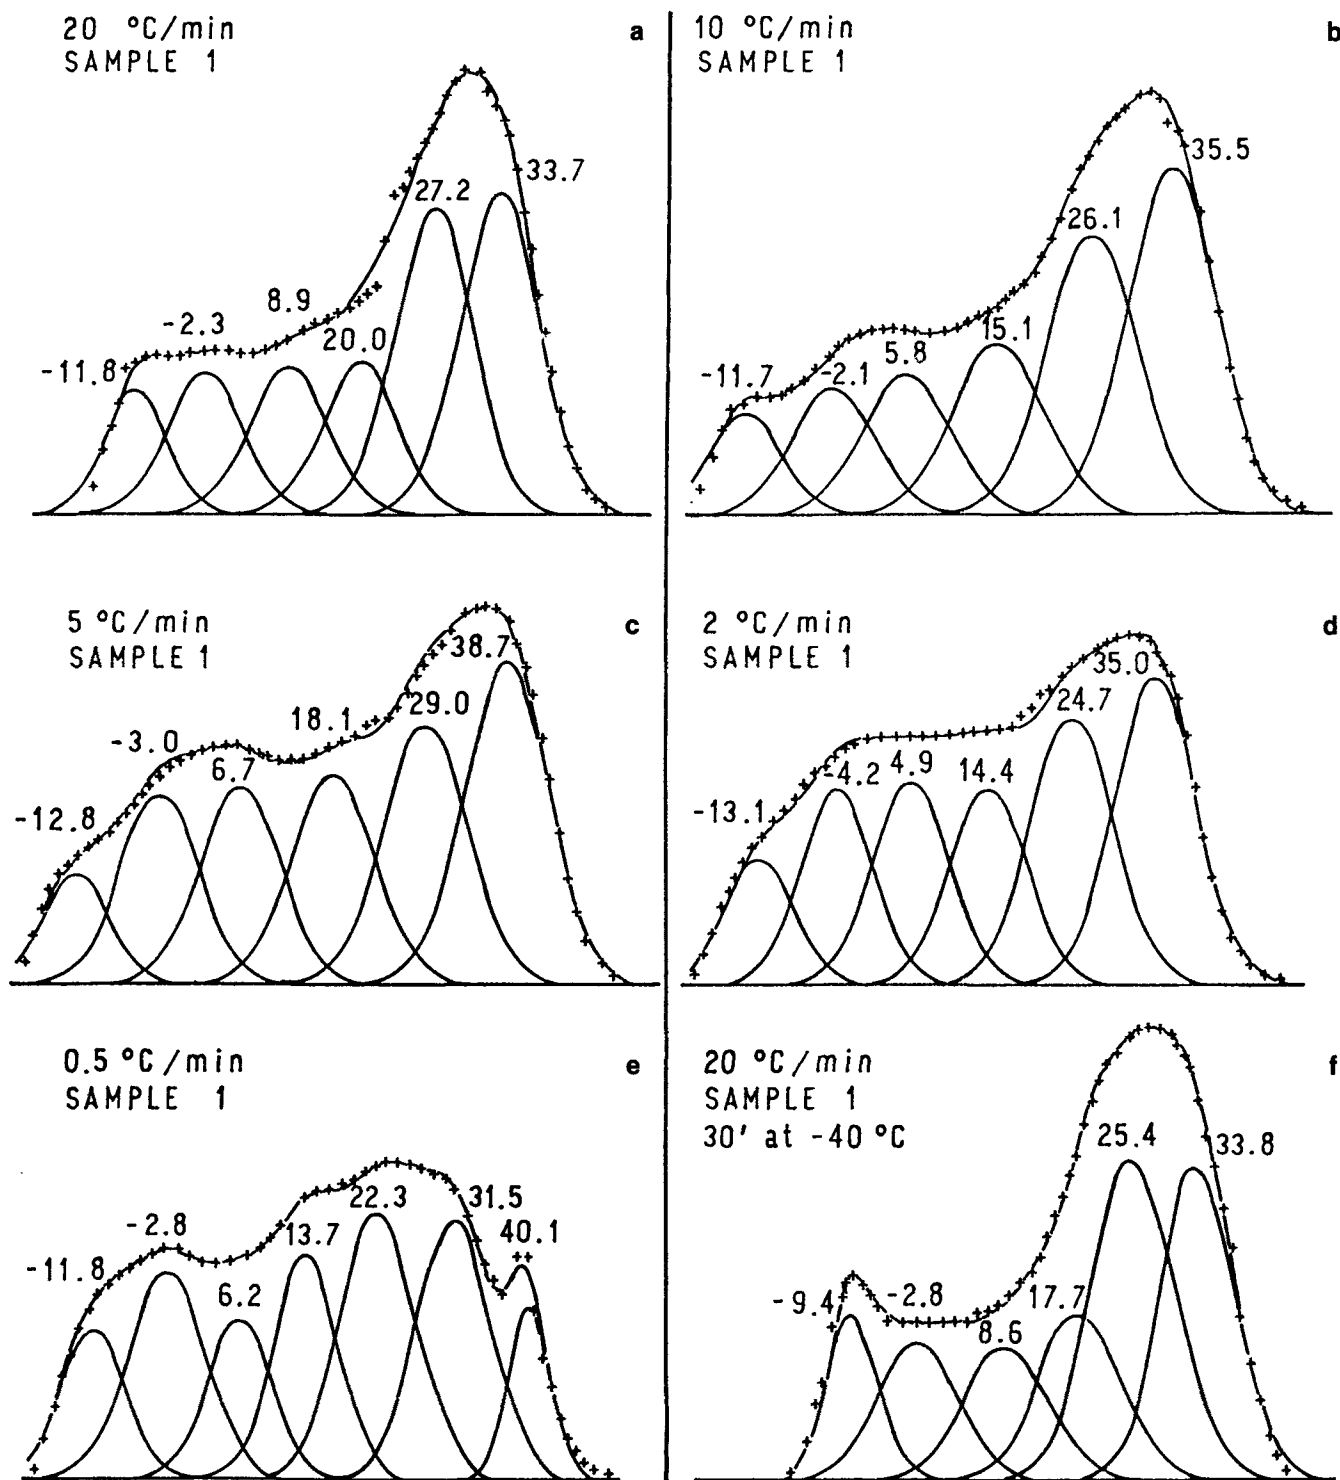 20 °C/min
SAMPLE 1
a
-11.8
-2.3
8.9
20.0
27.2
33.7
10 °C/min
SAMPLE 1
b
-11.7
-2.1
5.8
15.1
26.1
35.5
5 °C/min
SAMPLE 1
c
-12.8
-3.0
6.7
18.1
29.0
38.7
2 °C/min
SAMPLE 1
d
-13.1
-4.2
4.9
14.4
24.7
35.0
0.5 °C/min
SAMPLE 1
e
-11.8
-2.8
6.2
13.7
22.3
31.5
40.1
20 °C/min
SAMPLE 1
30' at -40 °C
f
-9.4
-2.8
8.6
17.7
25.4
33.8